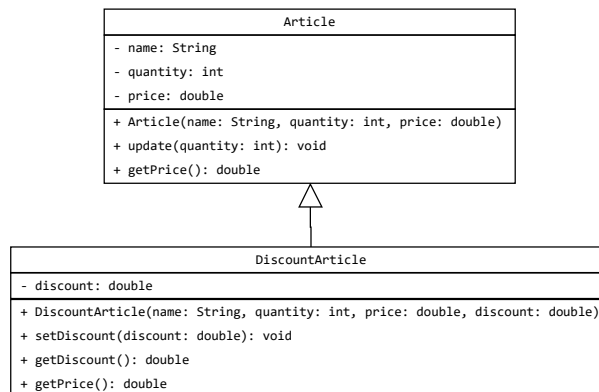 Article
- name: String
- quantity: int
- price: double
+ Article(name: String, quantity: int, price: double)
+ update(quantity: int): void
+ getPrice(): double
DiscountArticle
- discount: double
+ DiscountArticle(name: String, quantity: int, price: double, discount: double)
+ setDiscount(discount: double): void
+ getDiscount(): double
+ getPrice(): double